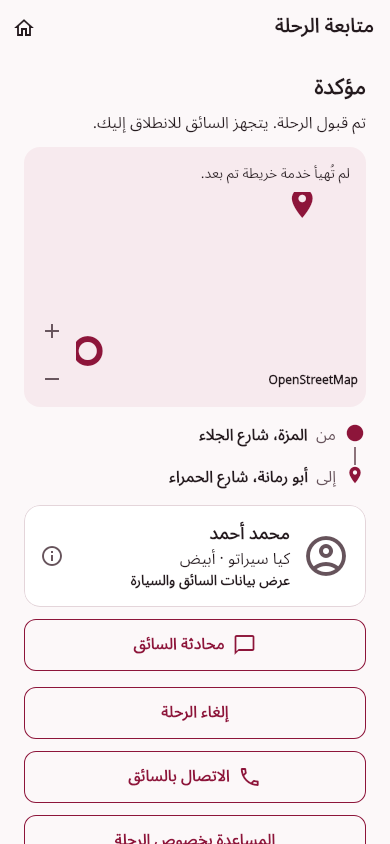 متابعة الرحلة
مؤكدة
تم قبول الرحلة. يتجهز السائق للانطلاق إليك.
لم تُهيأ خدمة خريطة تم بعد.
OpenStreetMap
من المزة، شارع الجلاء
إلى أبو رمانة، شارع الحمراء
محمد أحمد
كيا سيراتو · أبيض
عرض بيانات السائق والسيارة
محادثة السائق
إلغاء الرحلة
الاتصال بالسائق
المساعدة بخصوص الرحلة